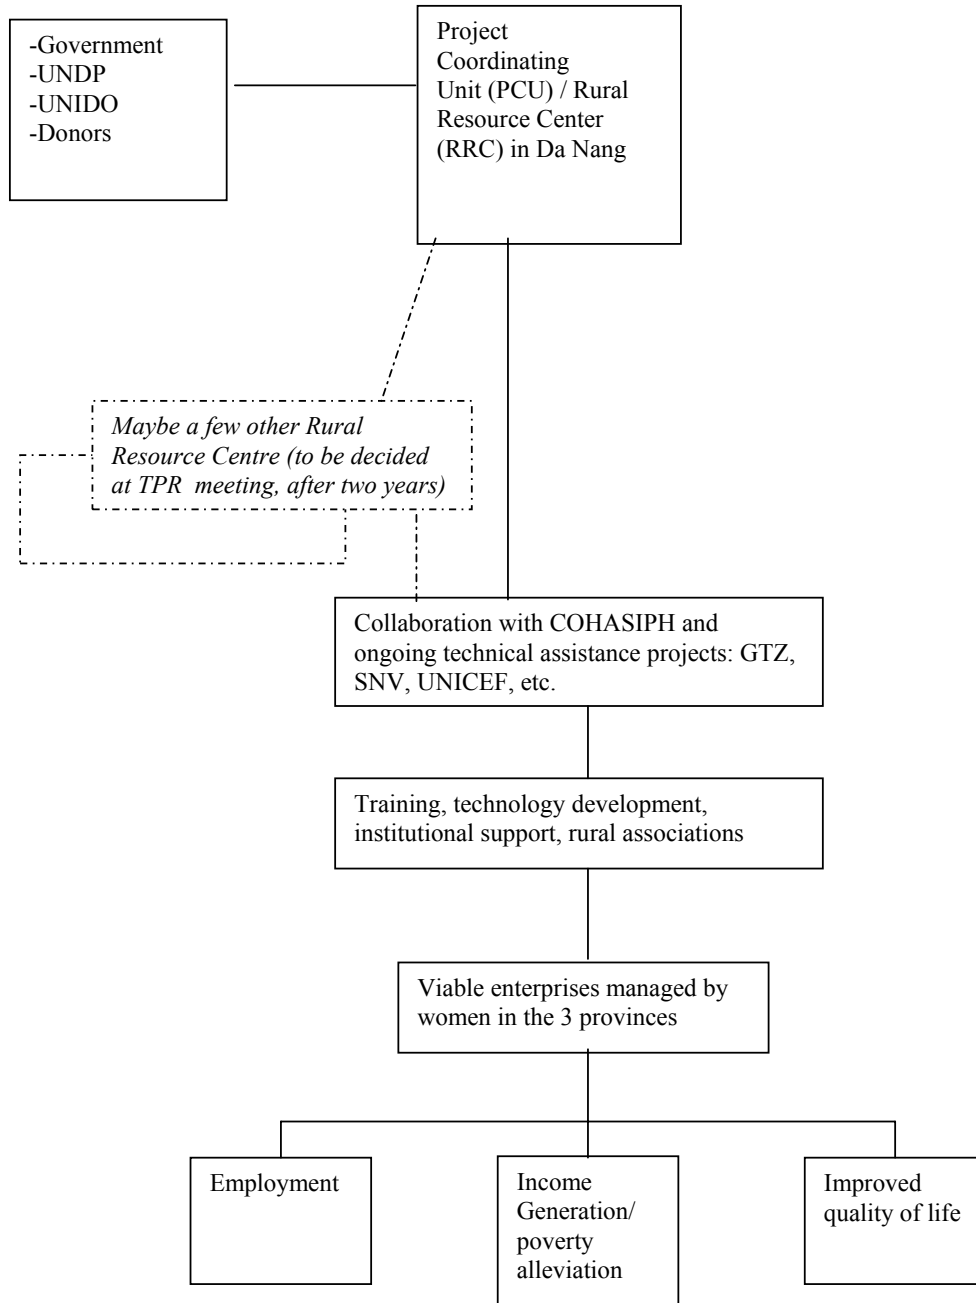 -Government
-UNDP
-UNIDO
-Donors
Project
Coordinating
Unit (PCU) / Rural
Resource Center
(RRC) in Da Nang
Maybe a few other Rural
Resource Centre (to be decided
at TPR  meeting, after two years)
Collaboration with COHASIPH and
ongoing technical assistance projects: GTZ,
SNV, UNICEF, etc.
Training, technology development,
institutional support, rural associations
Viable enterprises managed by
women in the 3 provinces
Employment
Income
Generation/
poverty
alleviation
Improved
quality of life